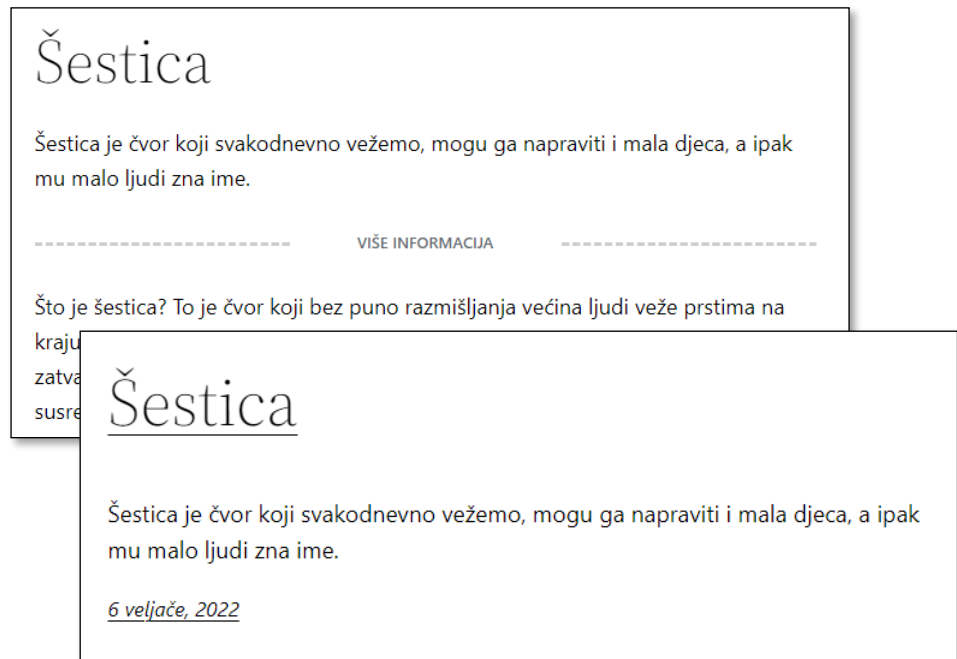 Šestica
Šestica je čvor koji svakodnevno vežemo, mogu ga napraviti i mala djeca, a ipak
mu malo ljudi zna ime.
VIŠE INFORMACIJA
Što je šestica? To je čvor koji bez puno razmišljanja većina ljudi veže prstima na
kraju
Šestica
Šestica je čvor koji svakodnevno vežemo, mogu ga napraviti i mala djeca, a ipak
mu malo ljudi zna ime.
6 veljače, 2022